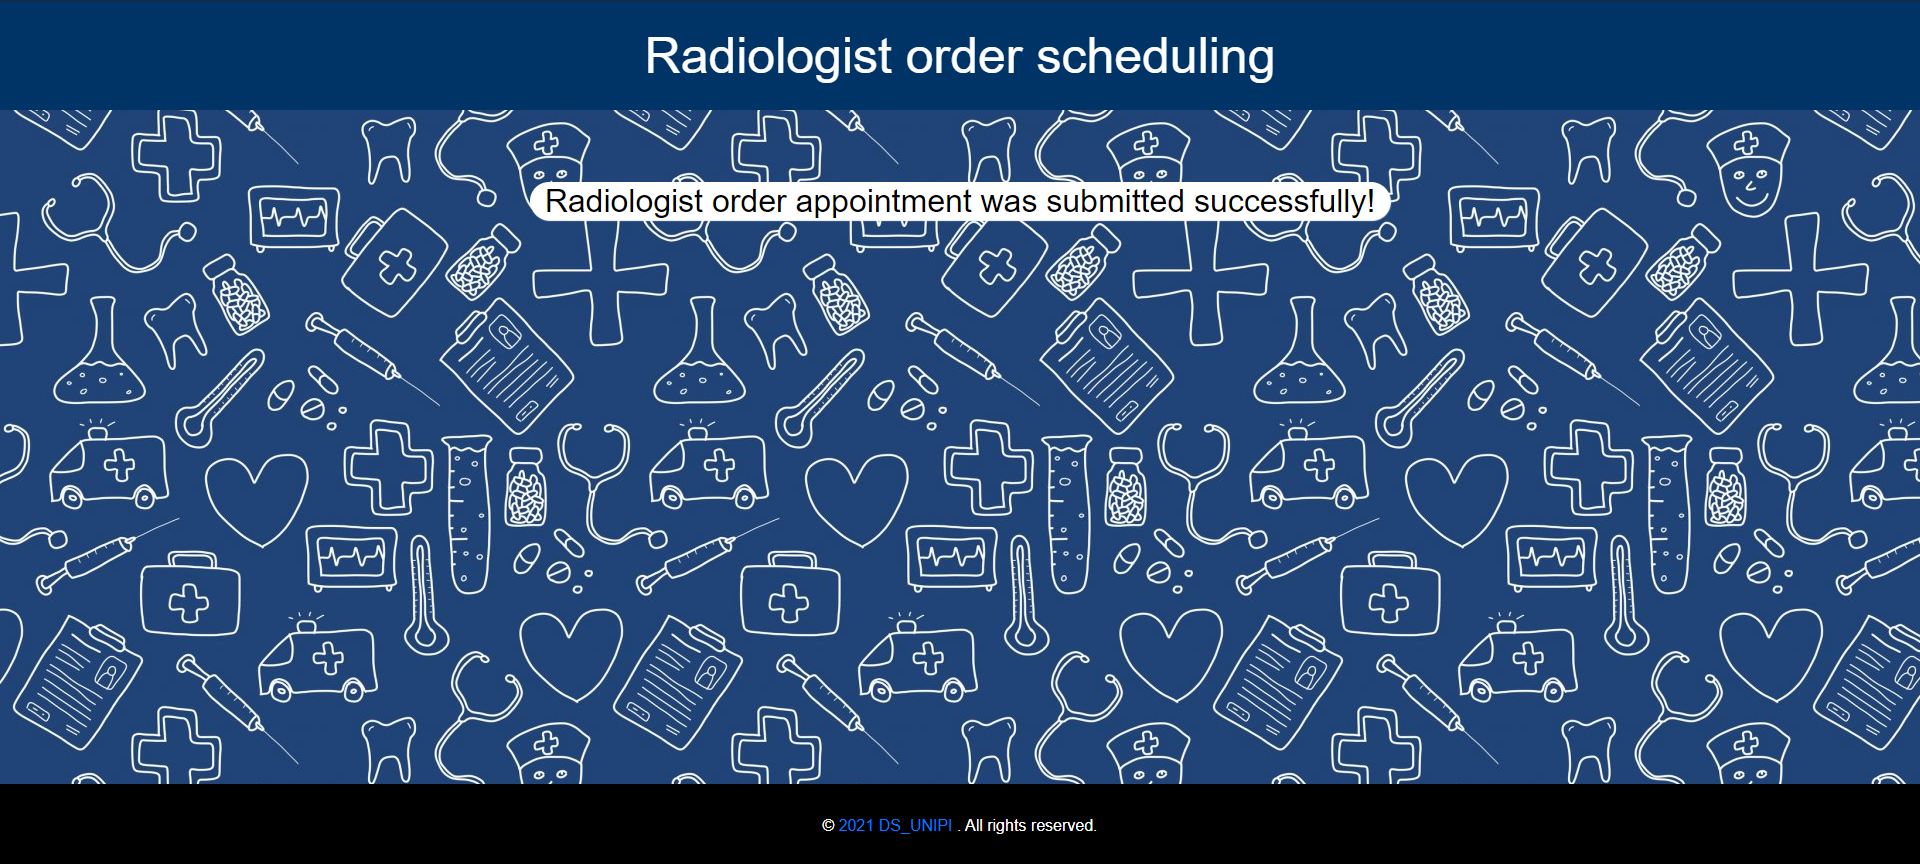 Radiologist order scheduling
Radiologist order appointment was submitted successfully!
© 2021 DS_UNIPI . All rights reserved.